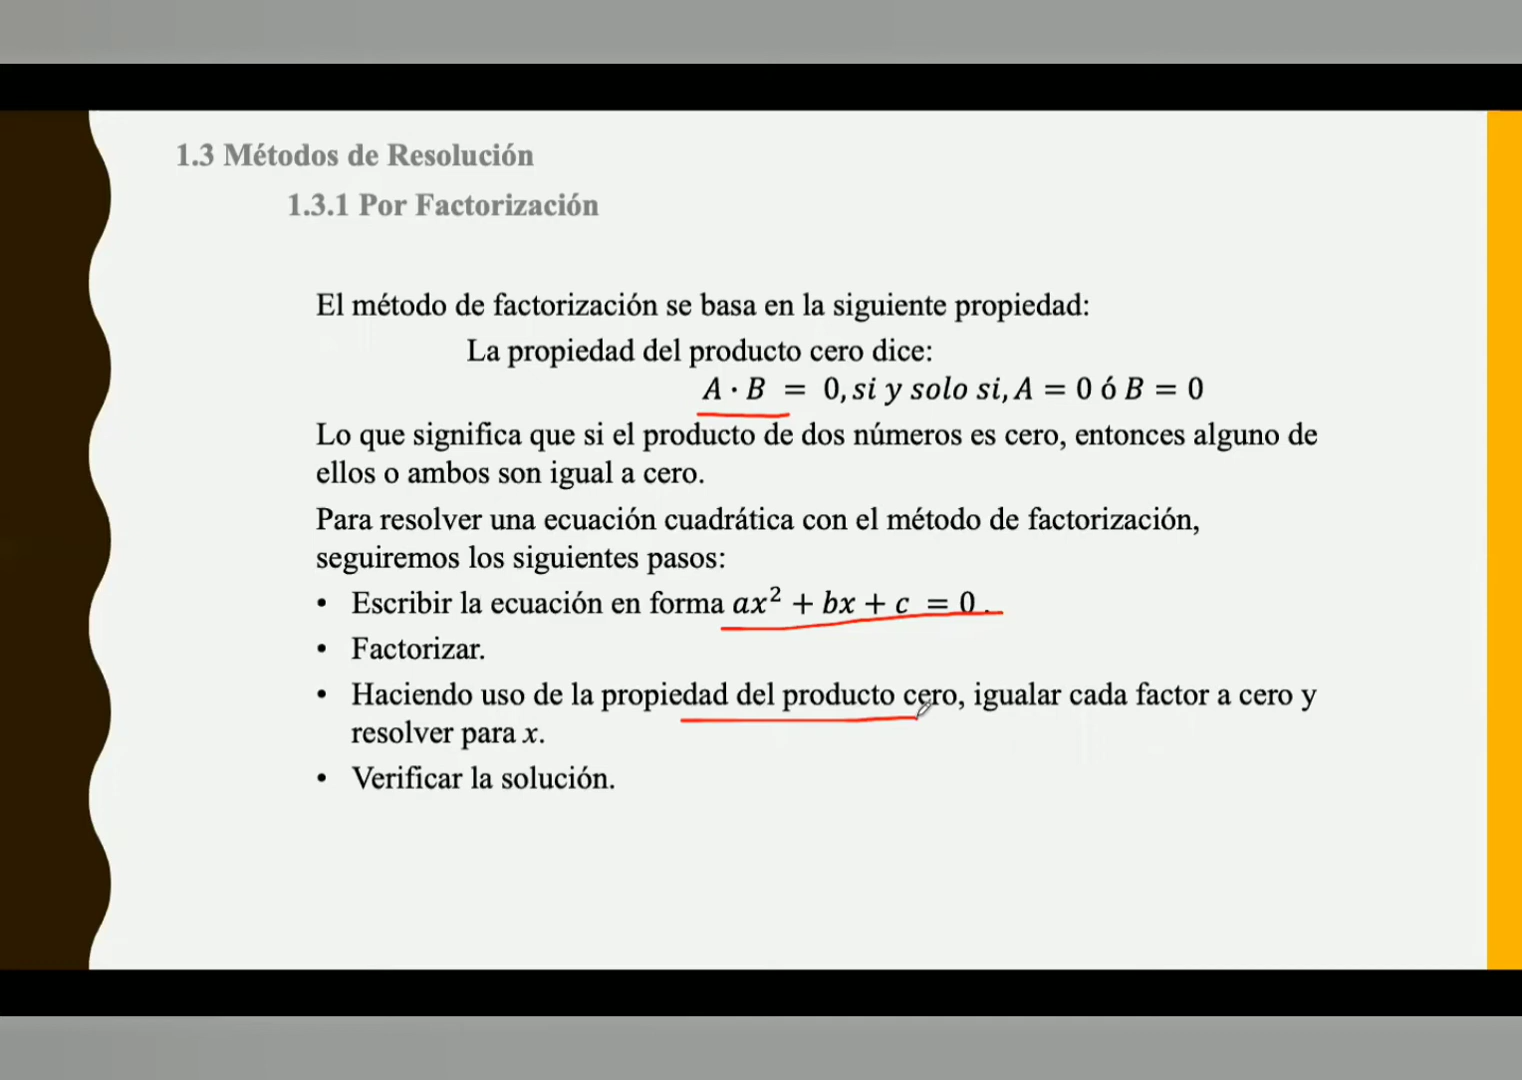 1.3 Métodos de Resolución
1.3.1 Por Factorización
El método de factorización se basa en la siguiente propiedad:
La propiedad del producto cero dice:
A · B = 0, si y solo si, A = 0 ó B = 0
Lo que significa que si el producto de dos números es cero, entonces alguno de
ellos o ambos son igual a cero.
Para resolver una ecuación cuadrática con el método de factorización,
seguiremos los siguientes pasos:
• Escribir la ecuación en forma ax² + bx + c = 0 .
• Factorizar.
• Haciendo uso de la propiedad del producto cero, igualar cada factor a cero y
resolver para x.
• Verificar la solución.